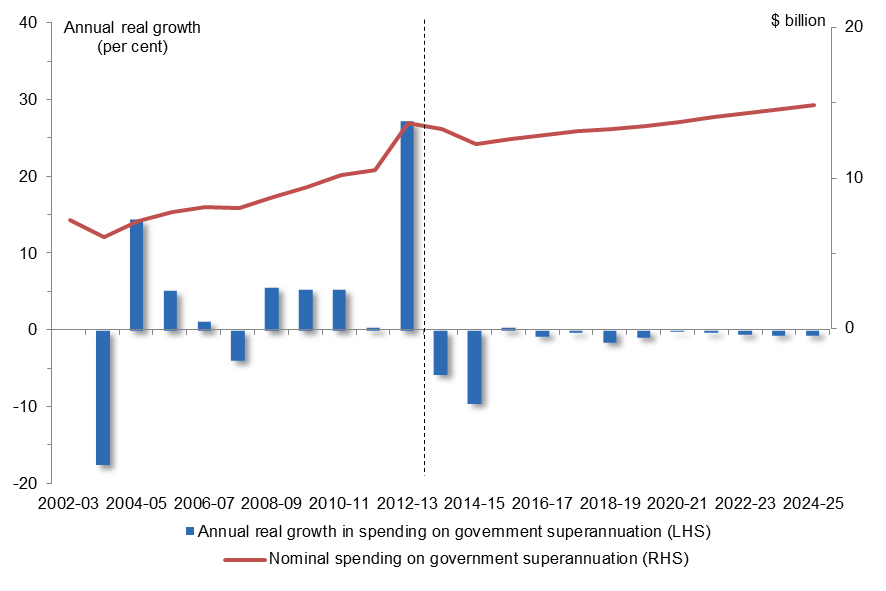 Annual real growth
(per cent)
$ billion
40
30
20
10
0
-10
-20
20
10
0
2002-03 2004-05 2006-07 2008-09 2010-11 2012-13 2014-15 2016-17 2018-19 2020-21 2022-23 2024-25
Annual real growth in spending on government superannuation (LHS)
Nominal spending on government superannuation (RHS)